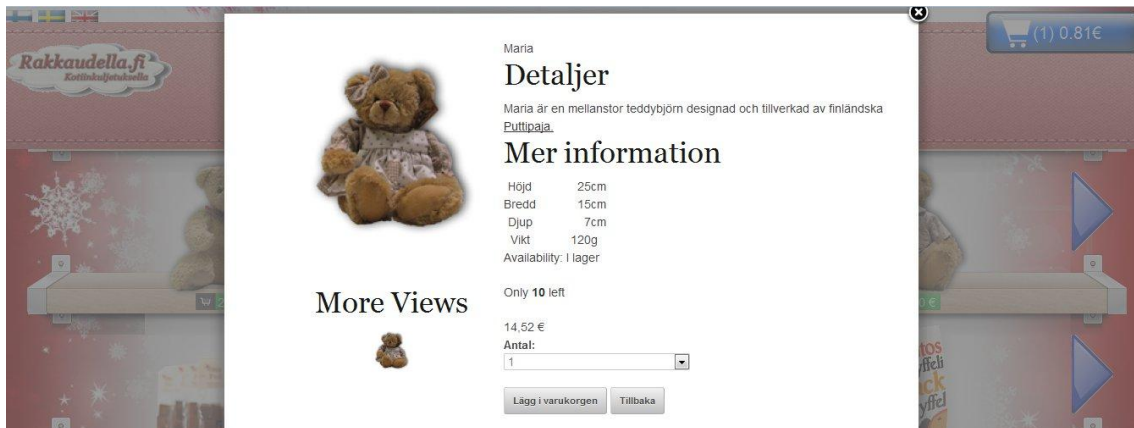 Rakkaudella.fi
Kotiinkuljetuksella
(1) 0.81€
Maria
Detaljer
Maria är en mellanstor teddybjörn designad och tillverkad av finländska
Puttipaja.
Mer information
Höjd 25cm
Bredd 15cm
Djup 7cm
Vikt 120g
Availability: I lager
Only 10 left
14,52 €
Antal:
1
Lägg i varukorgen Tillbaka
More Views